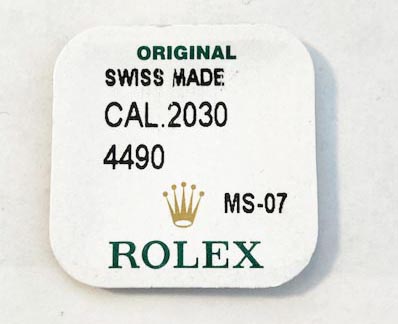 ORIGINAL
SWISS MADE
CAL.2030
4490
MS-07
ROLEX